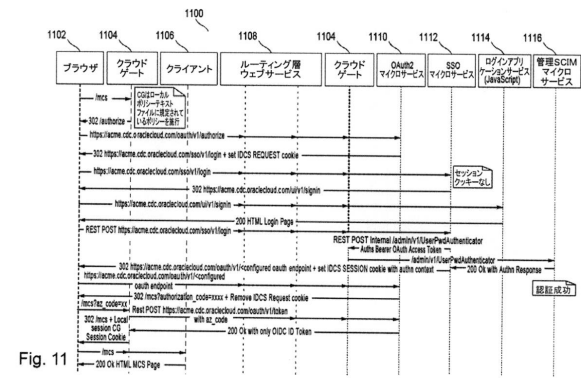 1100
1102
1104
1106
1108
1104
1110
1112
1114
1116
ブラウザ
クラウド
ゲート
クライアント
ルーティング層
ウェブサービス
クラウド
ゲート
OAuth2
マイクロサービス
SSO
マイクロサービス
ログインアプリ
ケーションサービス
(JavaScript)
管理SCIM
マイクロ
サービス
/mcs
CGはローカル
ポリシーテキスト
ファイルに規定されて
いるポリシーを施行
302 /authorize
https://acme.cdc.oraclecloud.com/oauth/v1/authorize
302 https://acme.cdc.oraclecloud.com/sso/v1/login + set IDCS REQUEST cookie
https://acme.cdc.oraclecloud.com/sso/v1/login
セッション
クッキーなし
302 https://acme.cdc.oraclecloud.com/ui/v1/signin
https://acme.cdc.oraclecloud.com/ui/v1/signin
200 HTML Login Page
REST POST https://acme.cdc.oraclecloud.com/sso/v1/login
REST POST Internal /admin/v1/UserPwdAuthenticator
Auths Bearer OAuth Access Token
/admin/v1/UserPwdAuthenticator
302 https://acme.cdc.oraclecloud.com/oauth/v1/<configured oauth endpoint + set IDCS SESSION cookie with authn context
200 Ok with Authn Response
https://acme.cdc.oraclecloud.com/oauth/v1/<configured
oauth endpoint
認証成功
302 /mcs?authorization_code=xxxx + Remove IDCS Request cookie
/mcs?az_code=xx
Rest POST https://acme.cdc.oraclecloud.com/oauth/v1/token
with az_code
302 /mcs + Local
session CG
Session Cookie
200 Ok with only OIDC ID Token
/mcs
200 Ok HTML MCS Page
Fig. 11